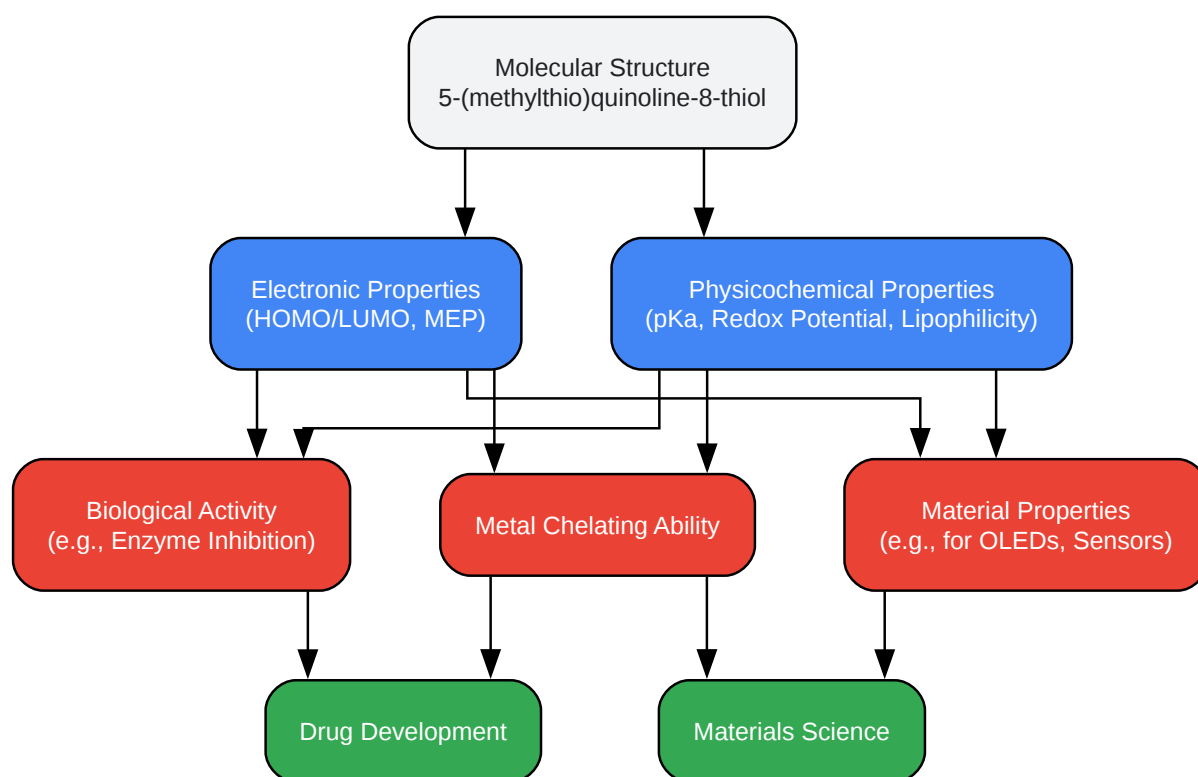 Molecular Structure
5-(methylthio)quinoline-8-thiol
Electronic Properties
(HOMO/LUMO, MEP)
Physicochemical Properties
(pKa, Redox Potential, Lipophilicity)
Biological Activity
(e.g., Enzyme Inhibition)
Metal Chelating Ability
Material Properties
(e.g., for OLEDs, Sensors)
Drug Development
Materials Science